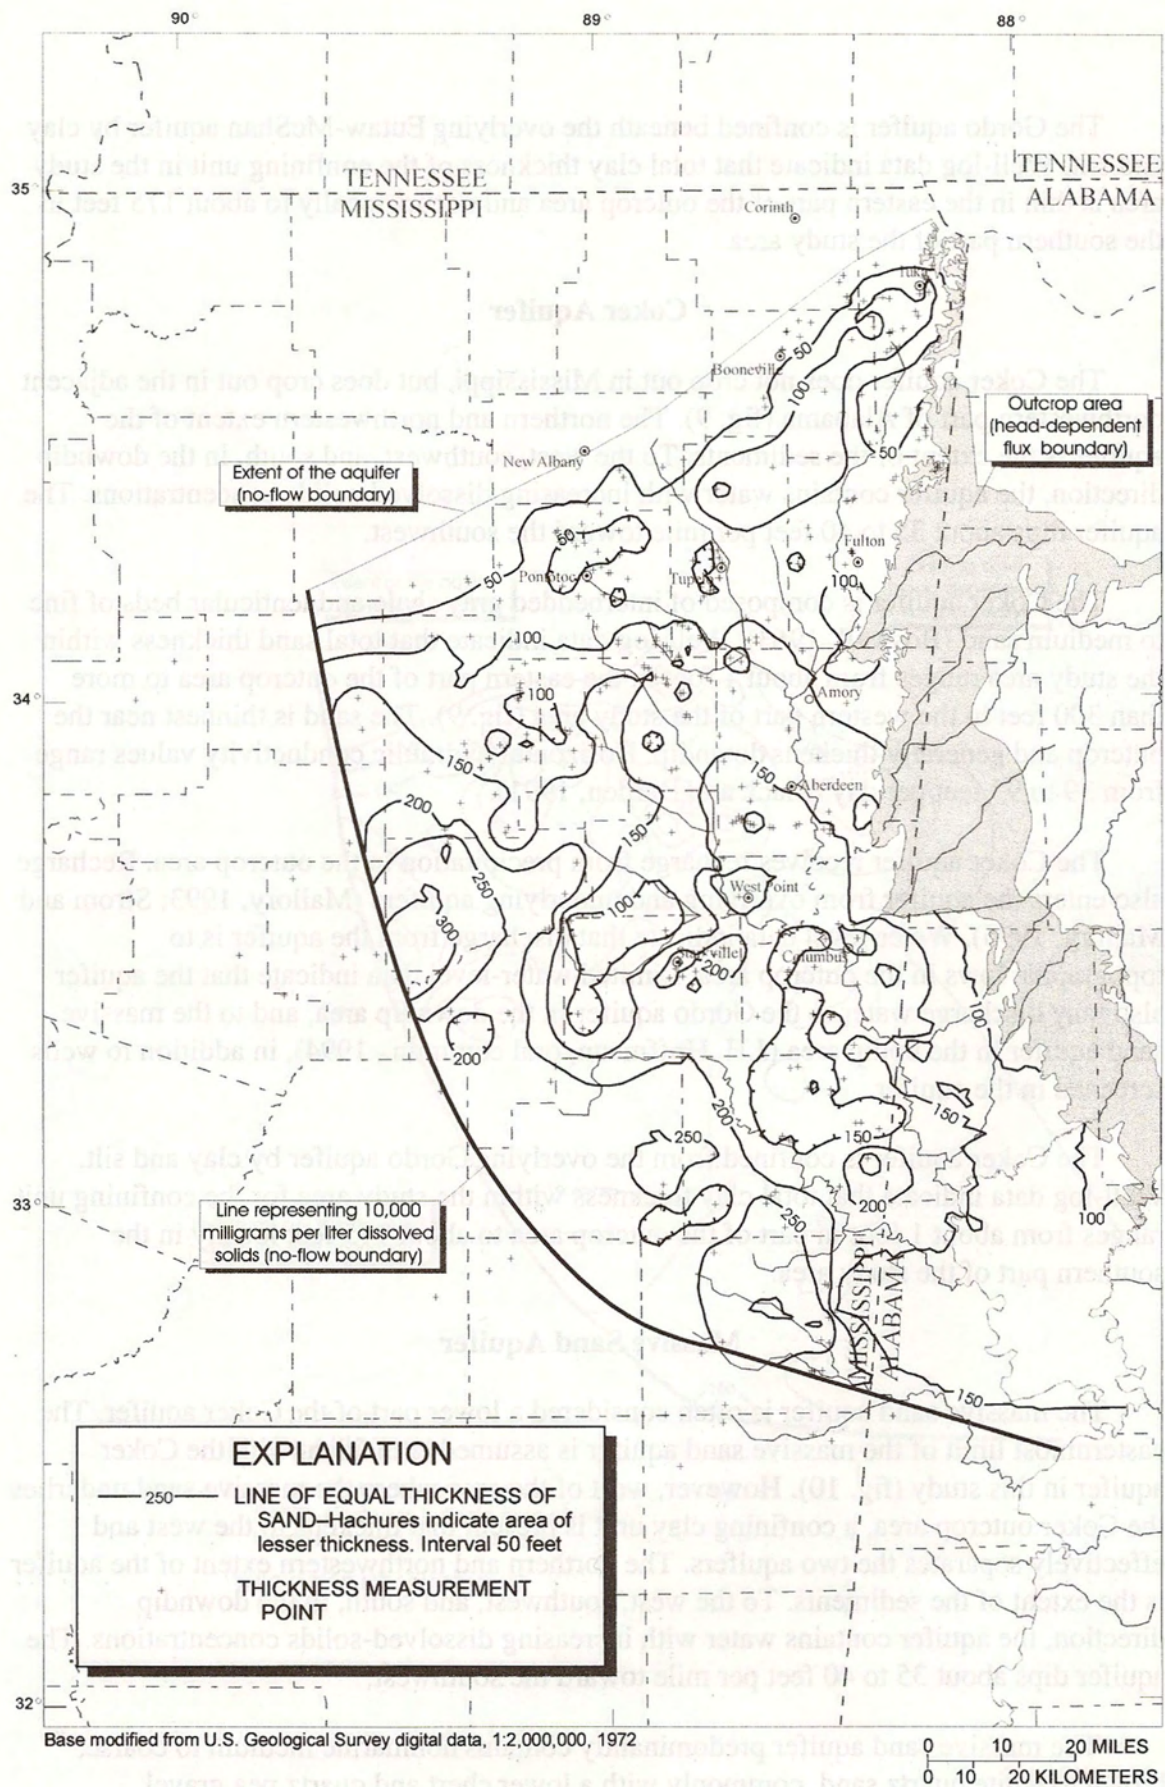 90°
89°
88°
35°
TENNESSEE
MISSISSIPPI
TENNESSEE
ALABAMA
Corinth
Iuka
50
Booneville
100
Outcrop area
(head-dependent
flux boundary)
150
New Albany
Extent of the aquifer
(no-flow boundary)
50
Fulton
50
Pontotoc
Tupelo
100
100
34°
100
Amory
150
150
Aberdeen
200
150
250
West Point
100
300
Starkville
200
Columbus
100
200
200
150
250
150
33°
Line representing 10,000
milligrams per liter dissolved
solids (no-flow boundary)
250
200
100
MISSISSIPPI
ALABAMA
150
EXPLANATION
250 LINE OF EQUAL THICKNESS OF
SAND–Hachures indicate area of
lesser thickness. Interval 50 feet
THICKNESS MEASUREMENT
POINT
32°
Base modified from U.S. Geological Survey digital data, 1:2,000,000, 1972
0 10 20 MILES
0 10 20 KILOMETERS